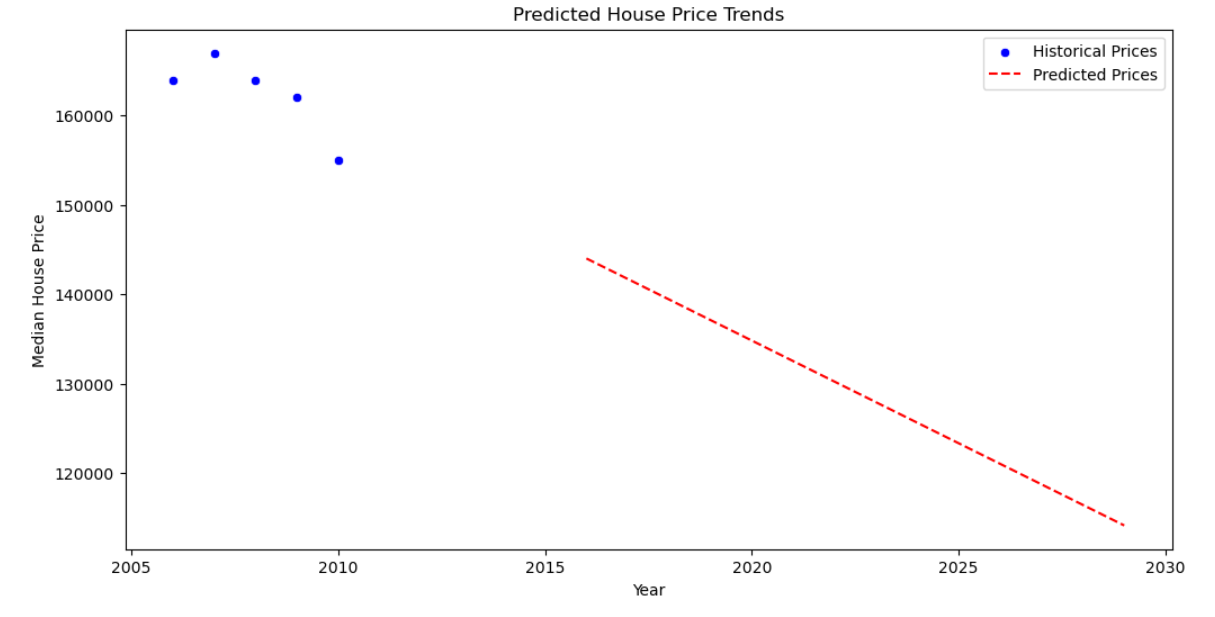 Predicted House Price Trends
Historical Prices
Predicted Prices
160000
150000
140000
130000
120000
Median House Price
2005 2010 2015 2020 2025 2030
Year